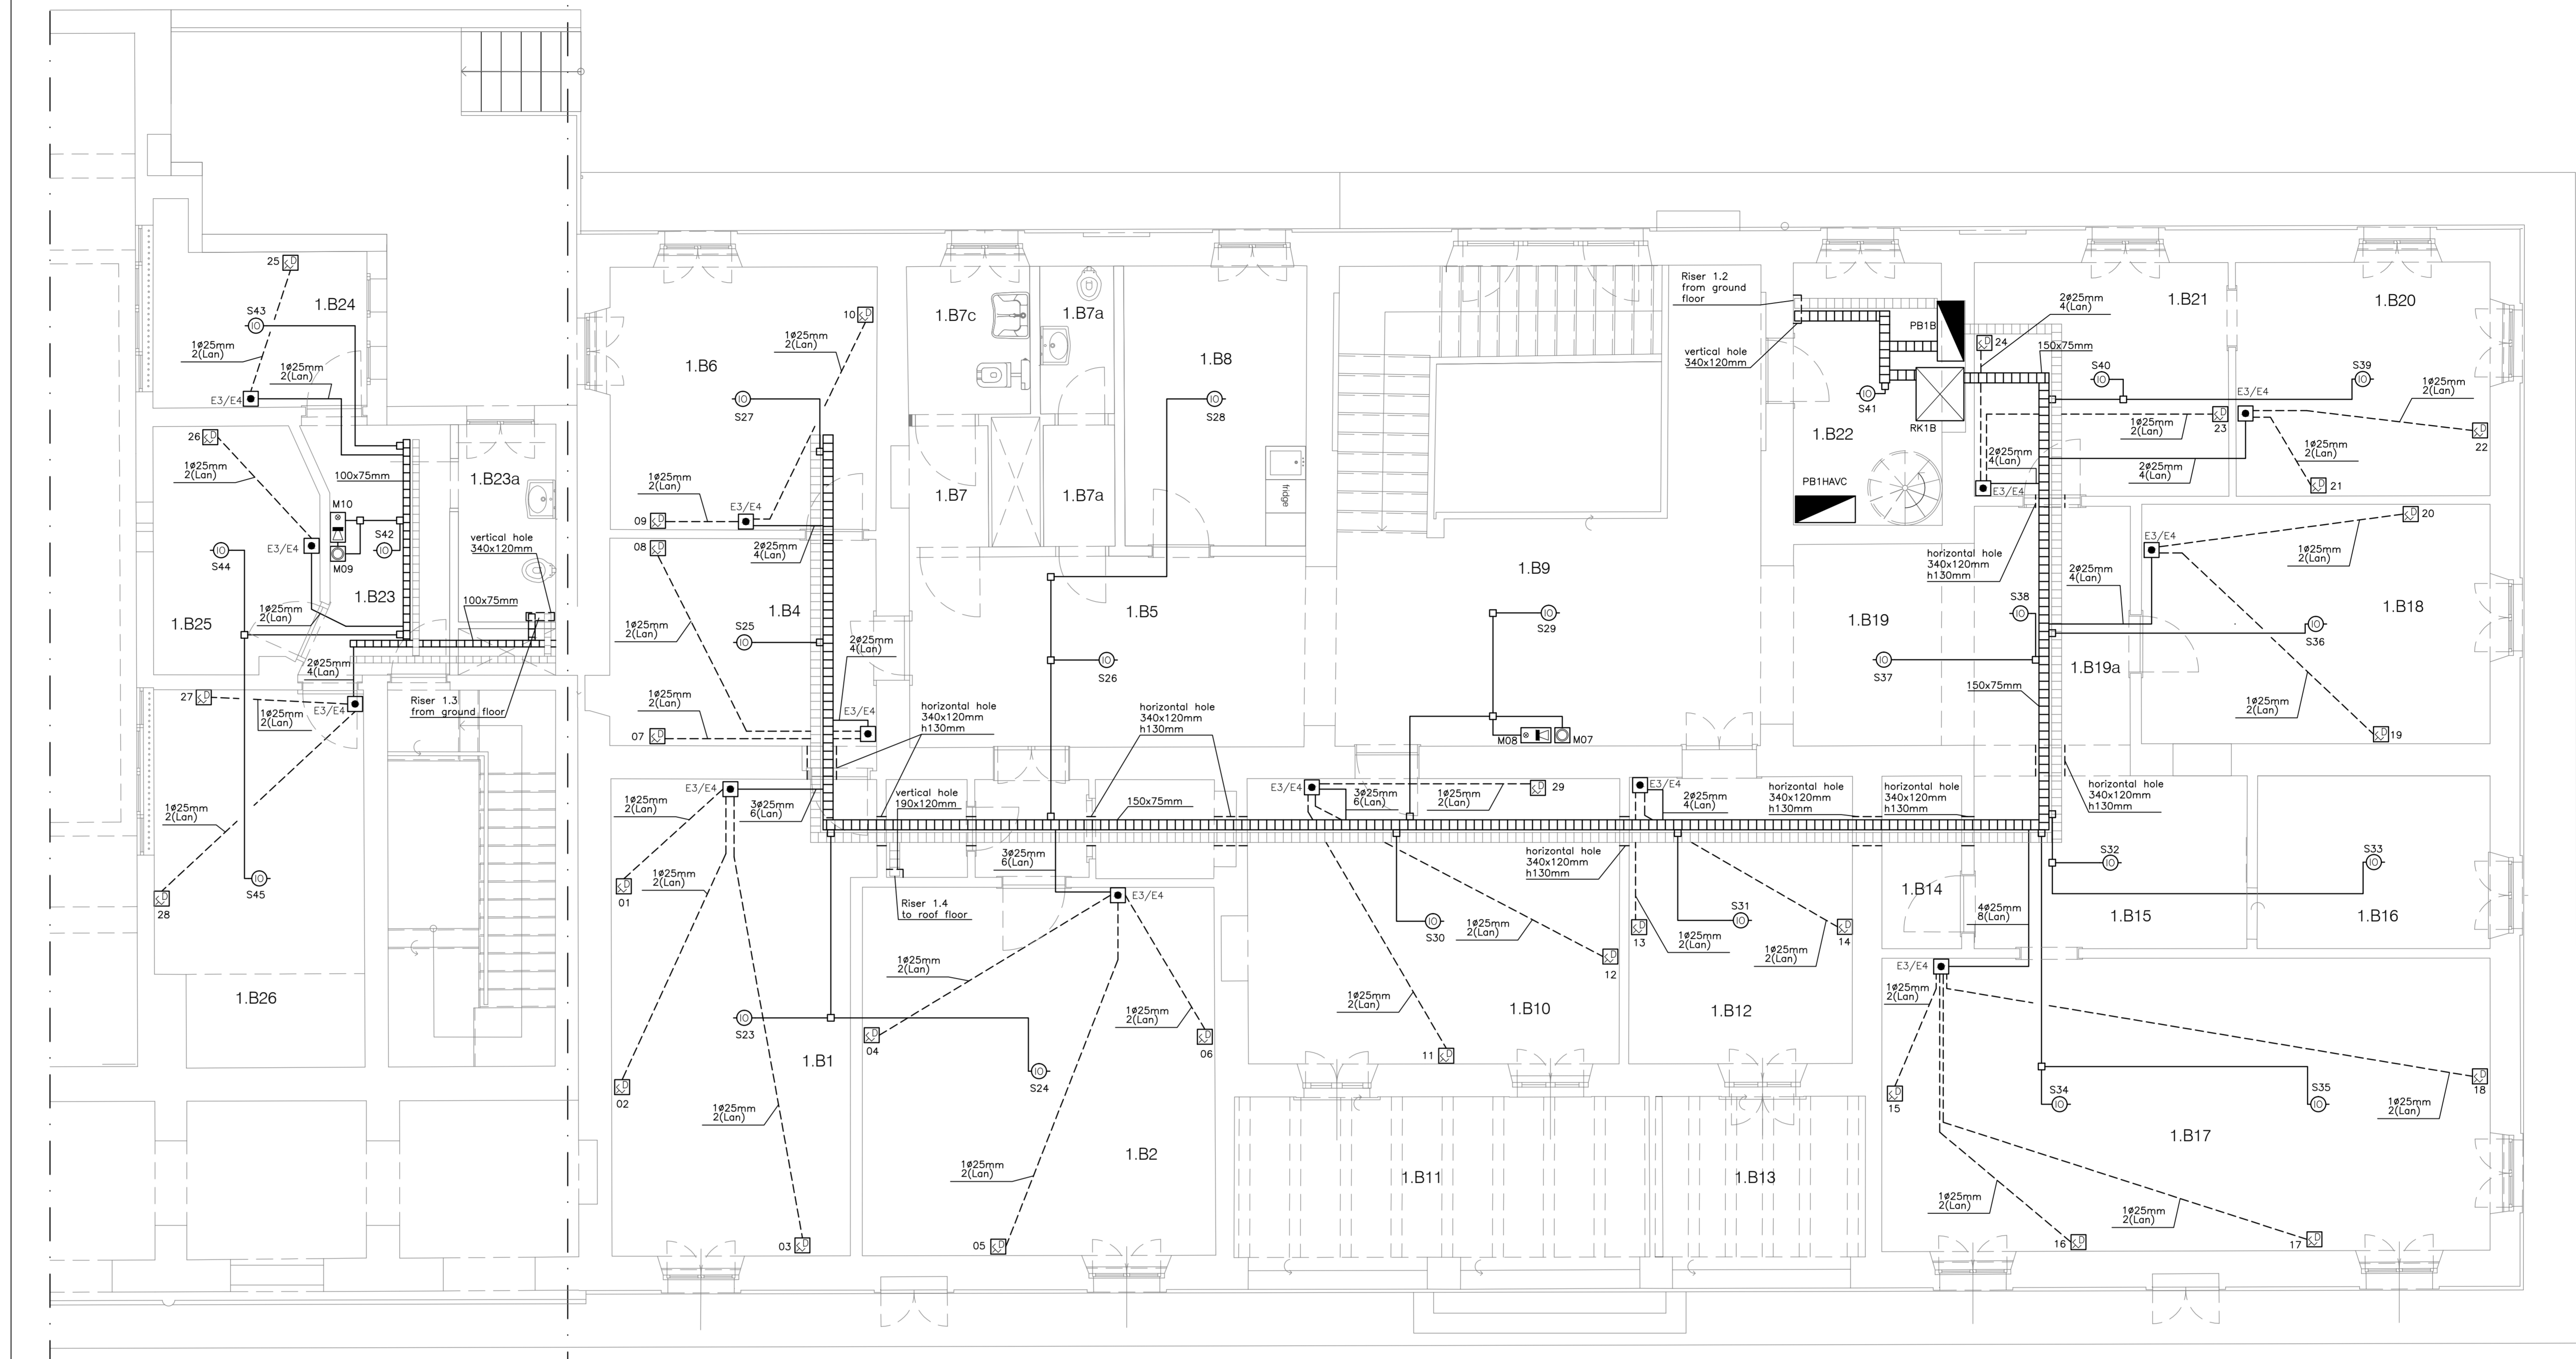 25
1.B24
S43
1ø25mm
2(Lan)
1ø25mm
2(Lan)
E3/E4
26
1ø25mm
2(Lan)
100x75mm
1.B23a
M10
S42
vertical hole
340x120mm
E3/E4
S44
M09
1.B23
100x75mm
1ø25mm
2(Lan)
1.B25
2ø25mm
4(Lan)
27
1ø25mm
2(Lan)
E3/E4
Riser 1.3
from ground floor
1ø25mm
2(Lan)
28
S45
1.B26
10
1ø25mm
2(Lan)
1.B6
S27
1ø25mm
2(Lan)
09
E3/E4
2ø25mm
4(Lan)
08
1.B4
1ø25mm
2(Lan)
S25
2ø25mm
4(Lan)
1ø25mm
2(Lan)
E3/E4
07
1.B7c
1.B7a
1.B8
S28
1.B7
1.B7a
fridge
1.B5
S26
horizontal hole
340x120mm
h130mm
horizontal hole
340x120mm
h130mm
E3/E4
1ø25mm
2(Lan)
3ø25mm
6(Lan)
vertical hole
190x120mm
150x75mm
3ø25mm
6(Lan)
01
1ø25mm
2(Lan)
Riser 1.4
to roof floor
E3/E4
1ø25mm
2(Lan)
S23
04
06
1ø25mm
2(Lan)
1.B1
S24
02
1ø25mm
2(Lan)
1.B2
1ø25mm
2(Lan)
03
05
Riser 1.2
from ground
floor
vertical hole
340x120mm
PB1B
S41
RK1B
1.B22
PB1HAVC
1.B9
S29
M08
M07
E3/E4
3ø25mm
6(Lan)
1ø25mm
2(Lan)
29
E3/E4
2ø25mm
4(Lan)
horizontal hole
340x120mm
h130mm
horizontal hole
340x120mm
h130mm
horizontal hole
340x120mm
h130mm
S30
1ø25mm
2(Lan)
12
1ø25mm
2(Lan)
1.B10
11
13
1ø25mm
2(Lan)
S31
1ø25mm
2(Lan)
14
1.B12
1.B11
1.B13
2ø25mm
4(Lan)
1.B21
1.B20
24
150x75mm
S40
S39
E3/E4
1ø25mm
2(Lan)
1ø25mm
2(Lan)
23
1ø25mm
2(Lan)
22
2ø25mm
4(Lan)
2ø25mm
4(Lan)
21
E3/E4
20
E3/E4
1ø25mm
2(Lan)
horizontal hole
340x120mm
h130mm
2ø25mm
4(Lan)
S38
1.B18
1.B19
S36
S37
1.B19a
150x75mm
1ø25mm
2(Lan)
19
horizontal hole
340x120mm
h130mm
S32
S33
1.B14
4ø25mm
8(Lan)
1.B15
1.B16
E3/E4
1ø25mm
2(Lan)
15
S34
S35
18
1ø25mm
2(Lan)
1.B17
1ø25mm
2(Lan)
1ø25mm
2(Lan)
16
17